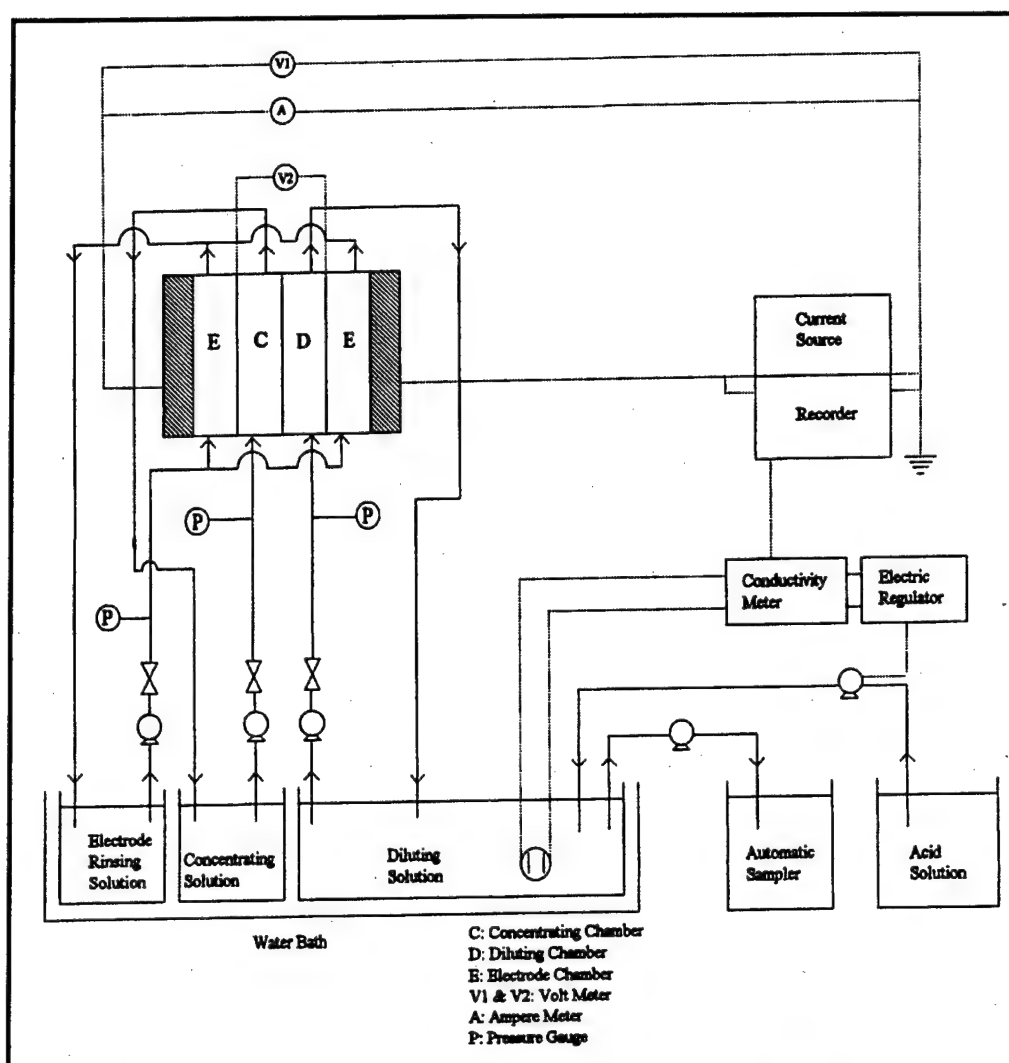 V1
A
V2
E C D E
Current
Source
Recorder
P
P
P
Conductivity
Meter
Electric
Regulator
Electrode
Rinsing
Solution
Concentrating
Solution
Diluting
Solution
Automatic
Sampler
Acid
Solution
Water Bath
C: Concentrating Chamber
D: Diluting Chamber
E: Electrode Chamber
V1 & V2: Volt Meter
A: Ampere Meter
P: Pressure Gauge